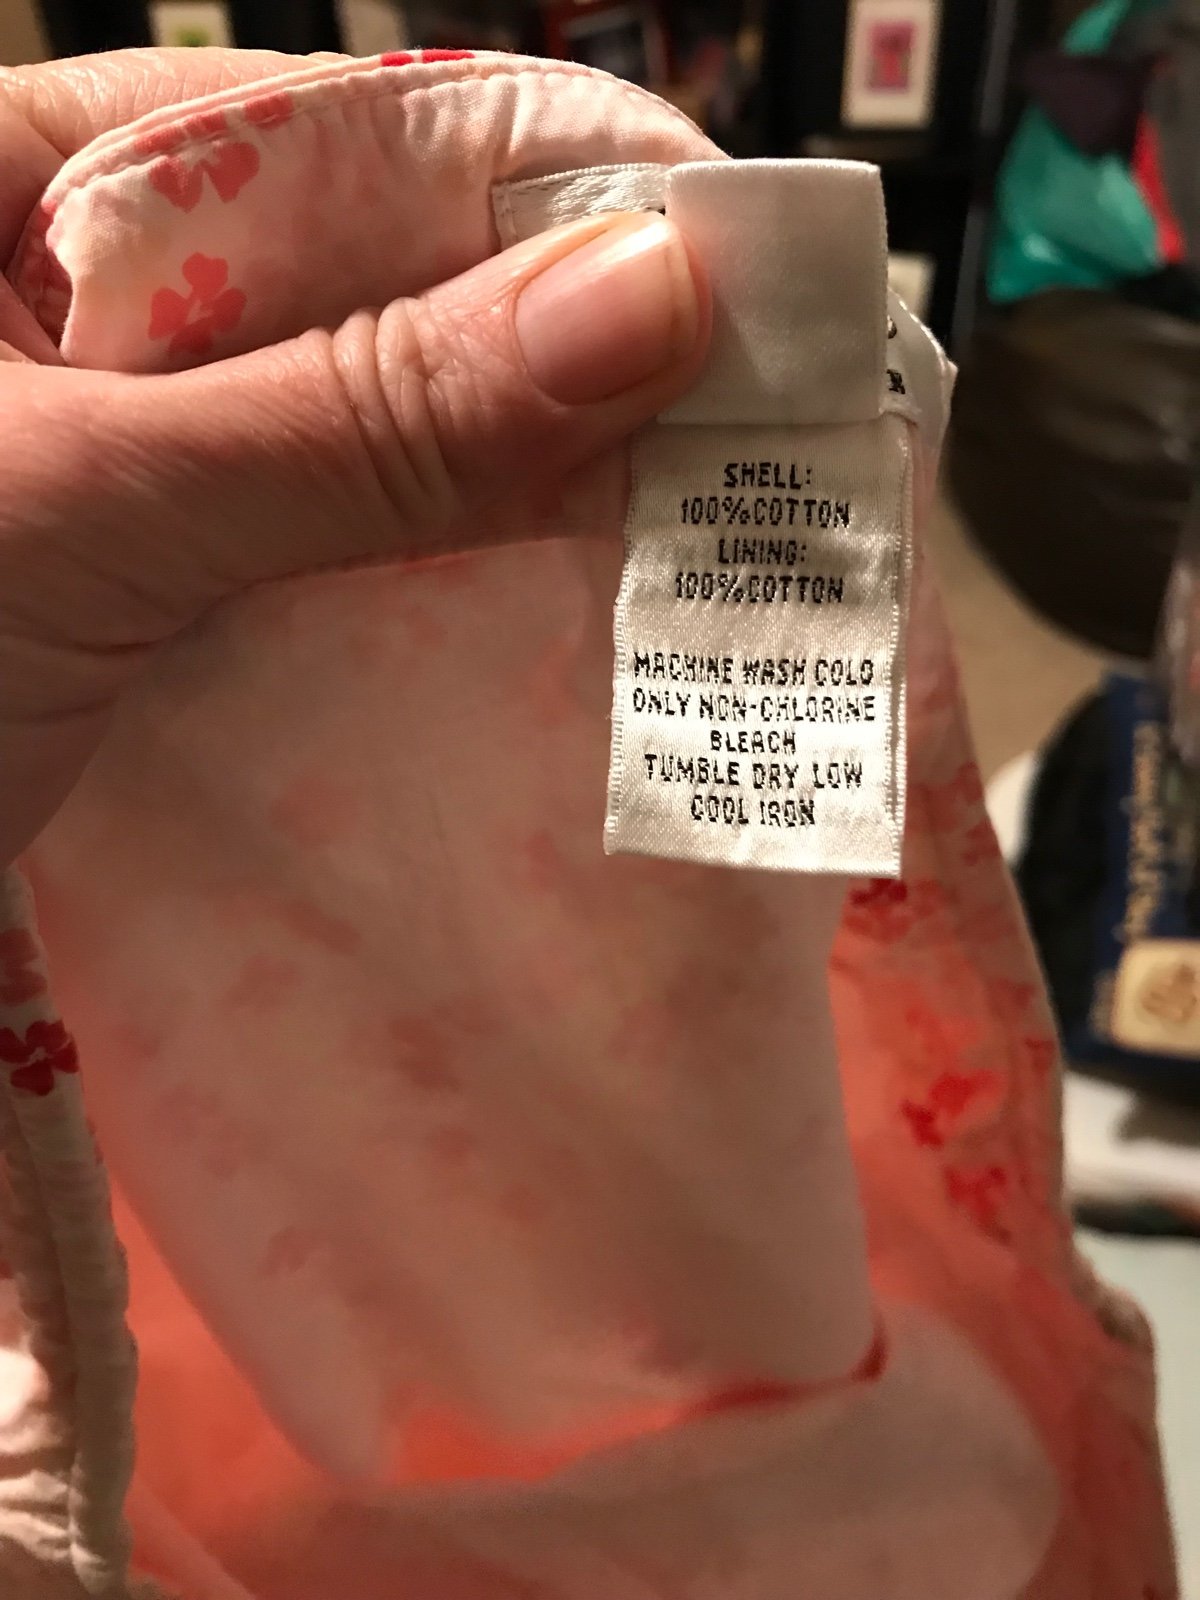 SHELL:
100%COTTON
LINING:
100%COTTON
MACHINE WASH COLD
ONLY NON-CHLORINE
BLEACH
TUMBLE DRY LOW
COOL IRON